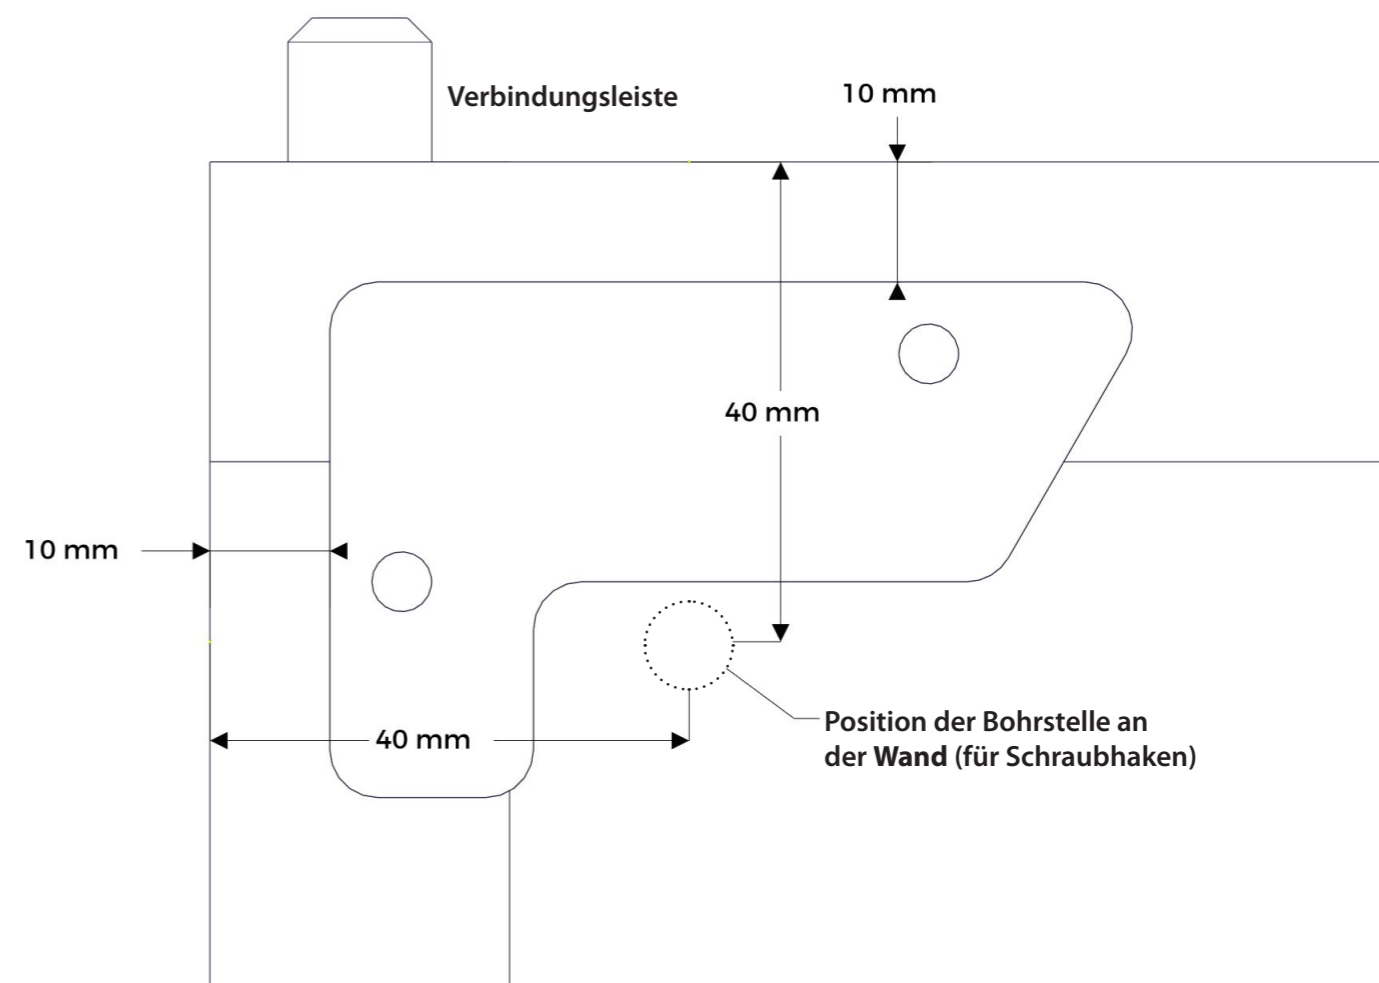 10 mm
Verbindungsleiste
40 mm
10 mm
40 mm
Position der Bohrstelle an
der Wand (für Schraubhaken)